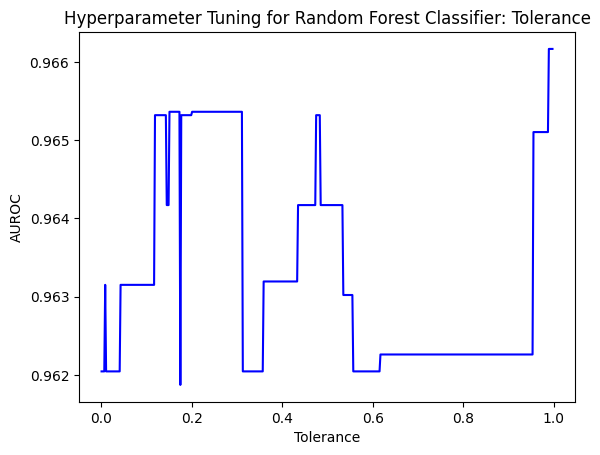 Hyperparameter Tuning for Random Forest Classifier: Tolerance
0.966
0.965
0.964
0.963
0.962
AUROC
0.0 0.2 0.4 0.6 0.8 1.0
Tolerance